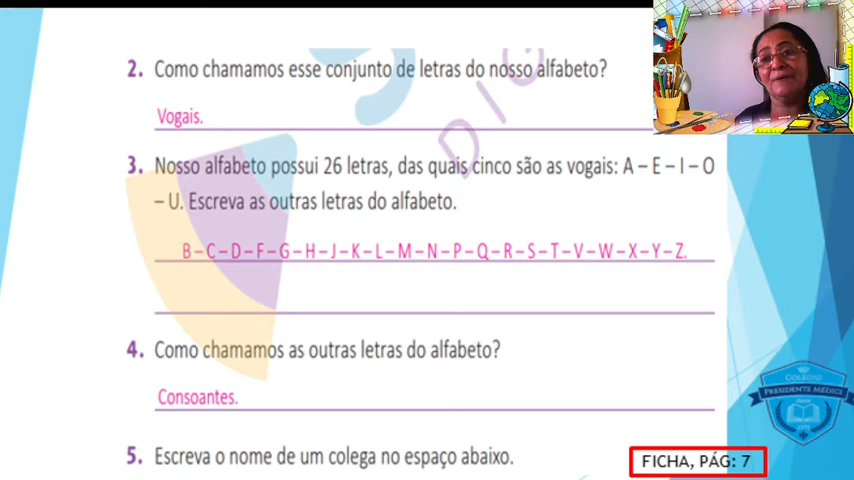 2. Como chamamos esse conjunto de letras do nosso alfabeto?
Vogais.
DIG
3. Nosso alfabeto possui 26 letras, das quais cinco são as vogais: A – E – I – O
– U. Escreva as outras letras do alfabeto.
B – C – D – F – G – H – J – K – L – M – N – P – Q – R – S – T – V – W – X – Y – Z.
4. Como chamamos as outras letras do alfabeto?
Consoantes.
COLÉGIO
PRESIDENTE MÉDICI
5. Escreva o nome de um colega no espaço abaixo.
FICHA, PÁG: 7